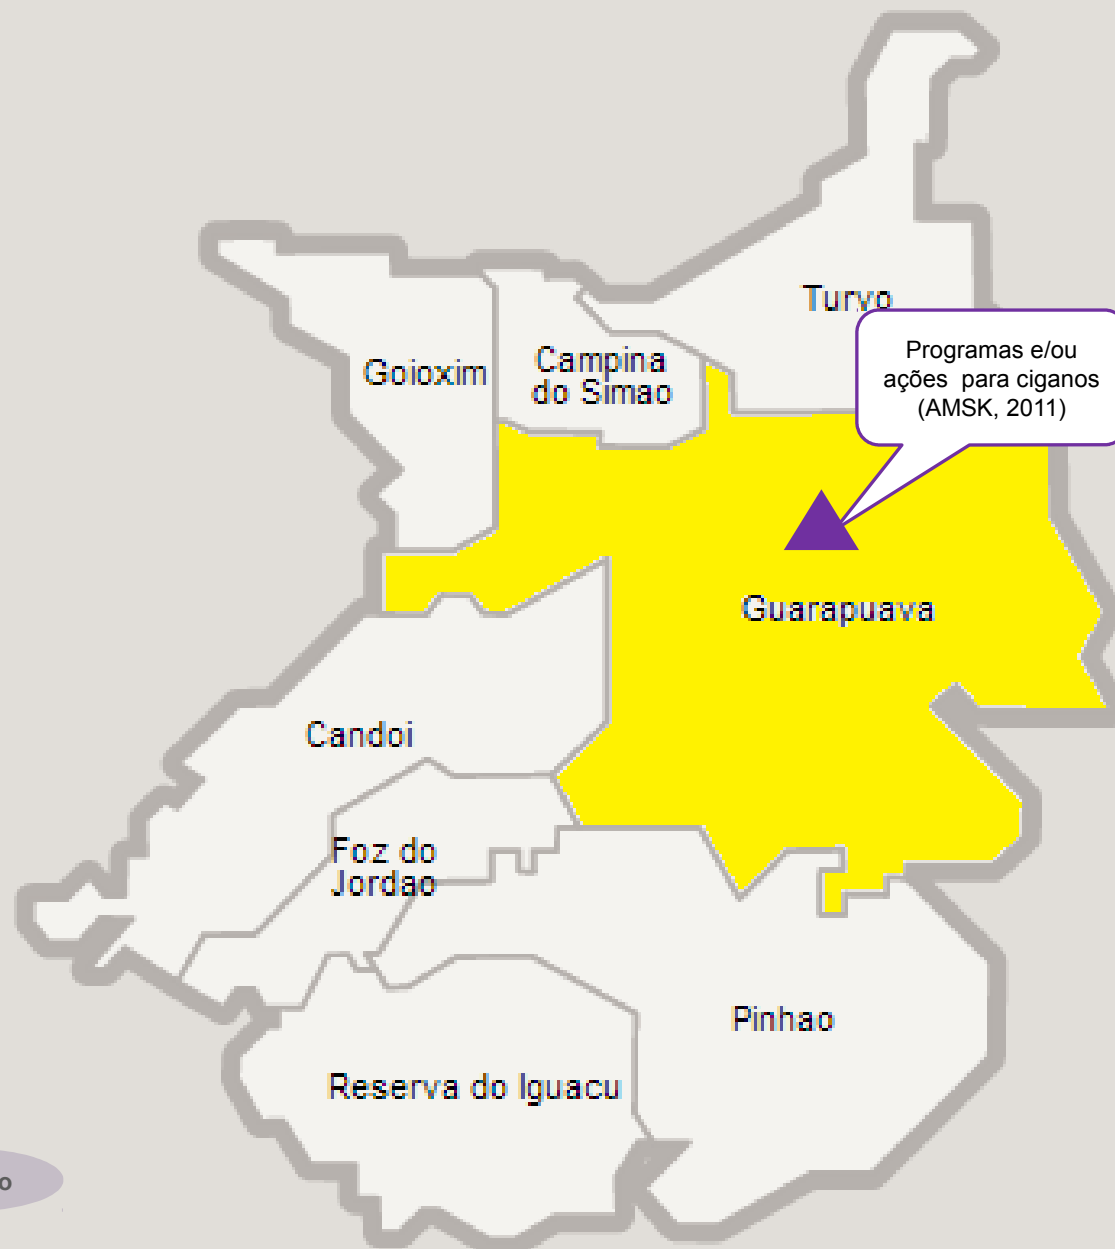 Turvo
Programas e/ou
ações para ciganos
(AMSK, 2011)
Goioxim
Campina
do Simao
Guarapuava
Candoi
Foz do
Jordao
Pinhao
Reserva do Iguacu